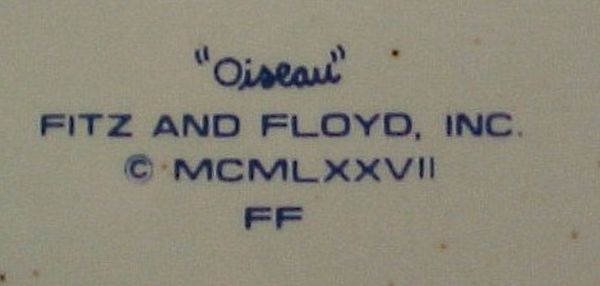 "Oiseau"
FITZ AND FLOYD, INC.
© MCMLXXVII
FF